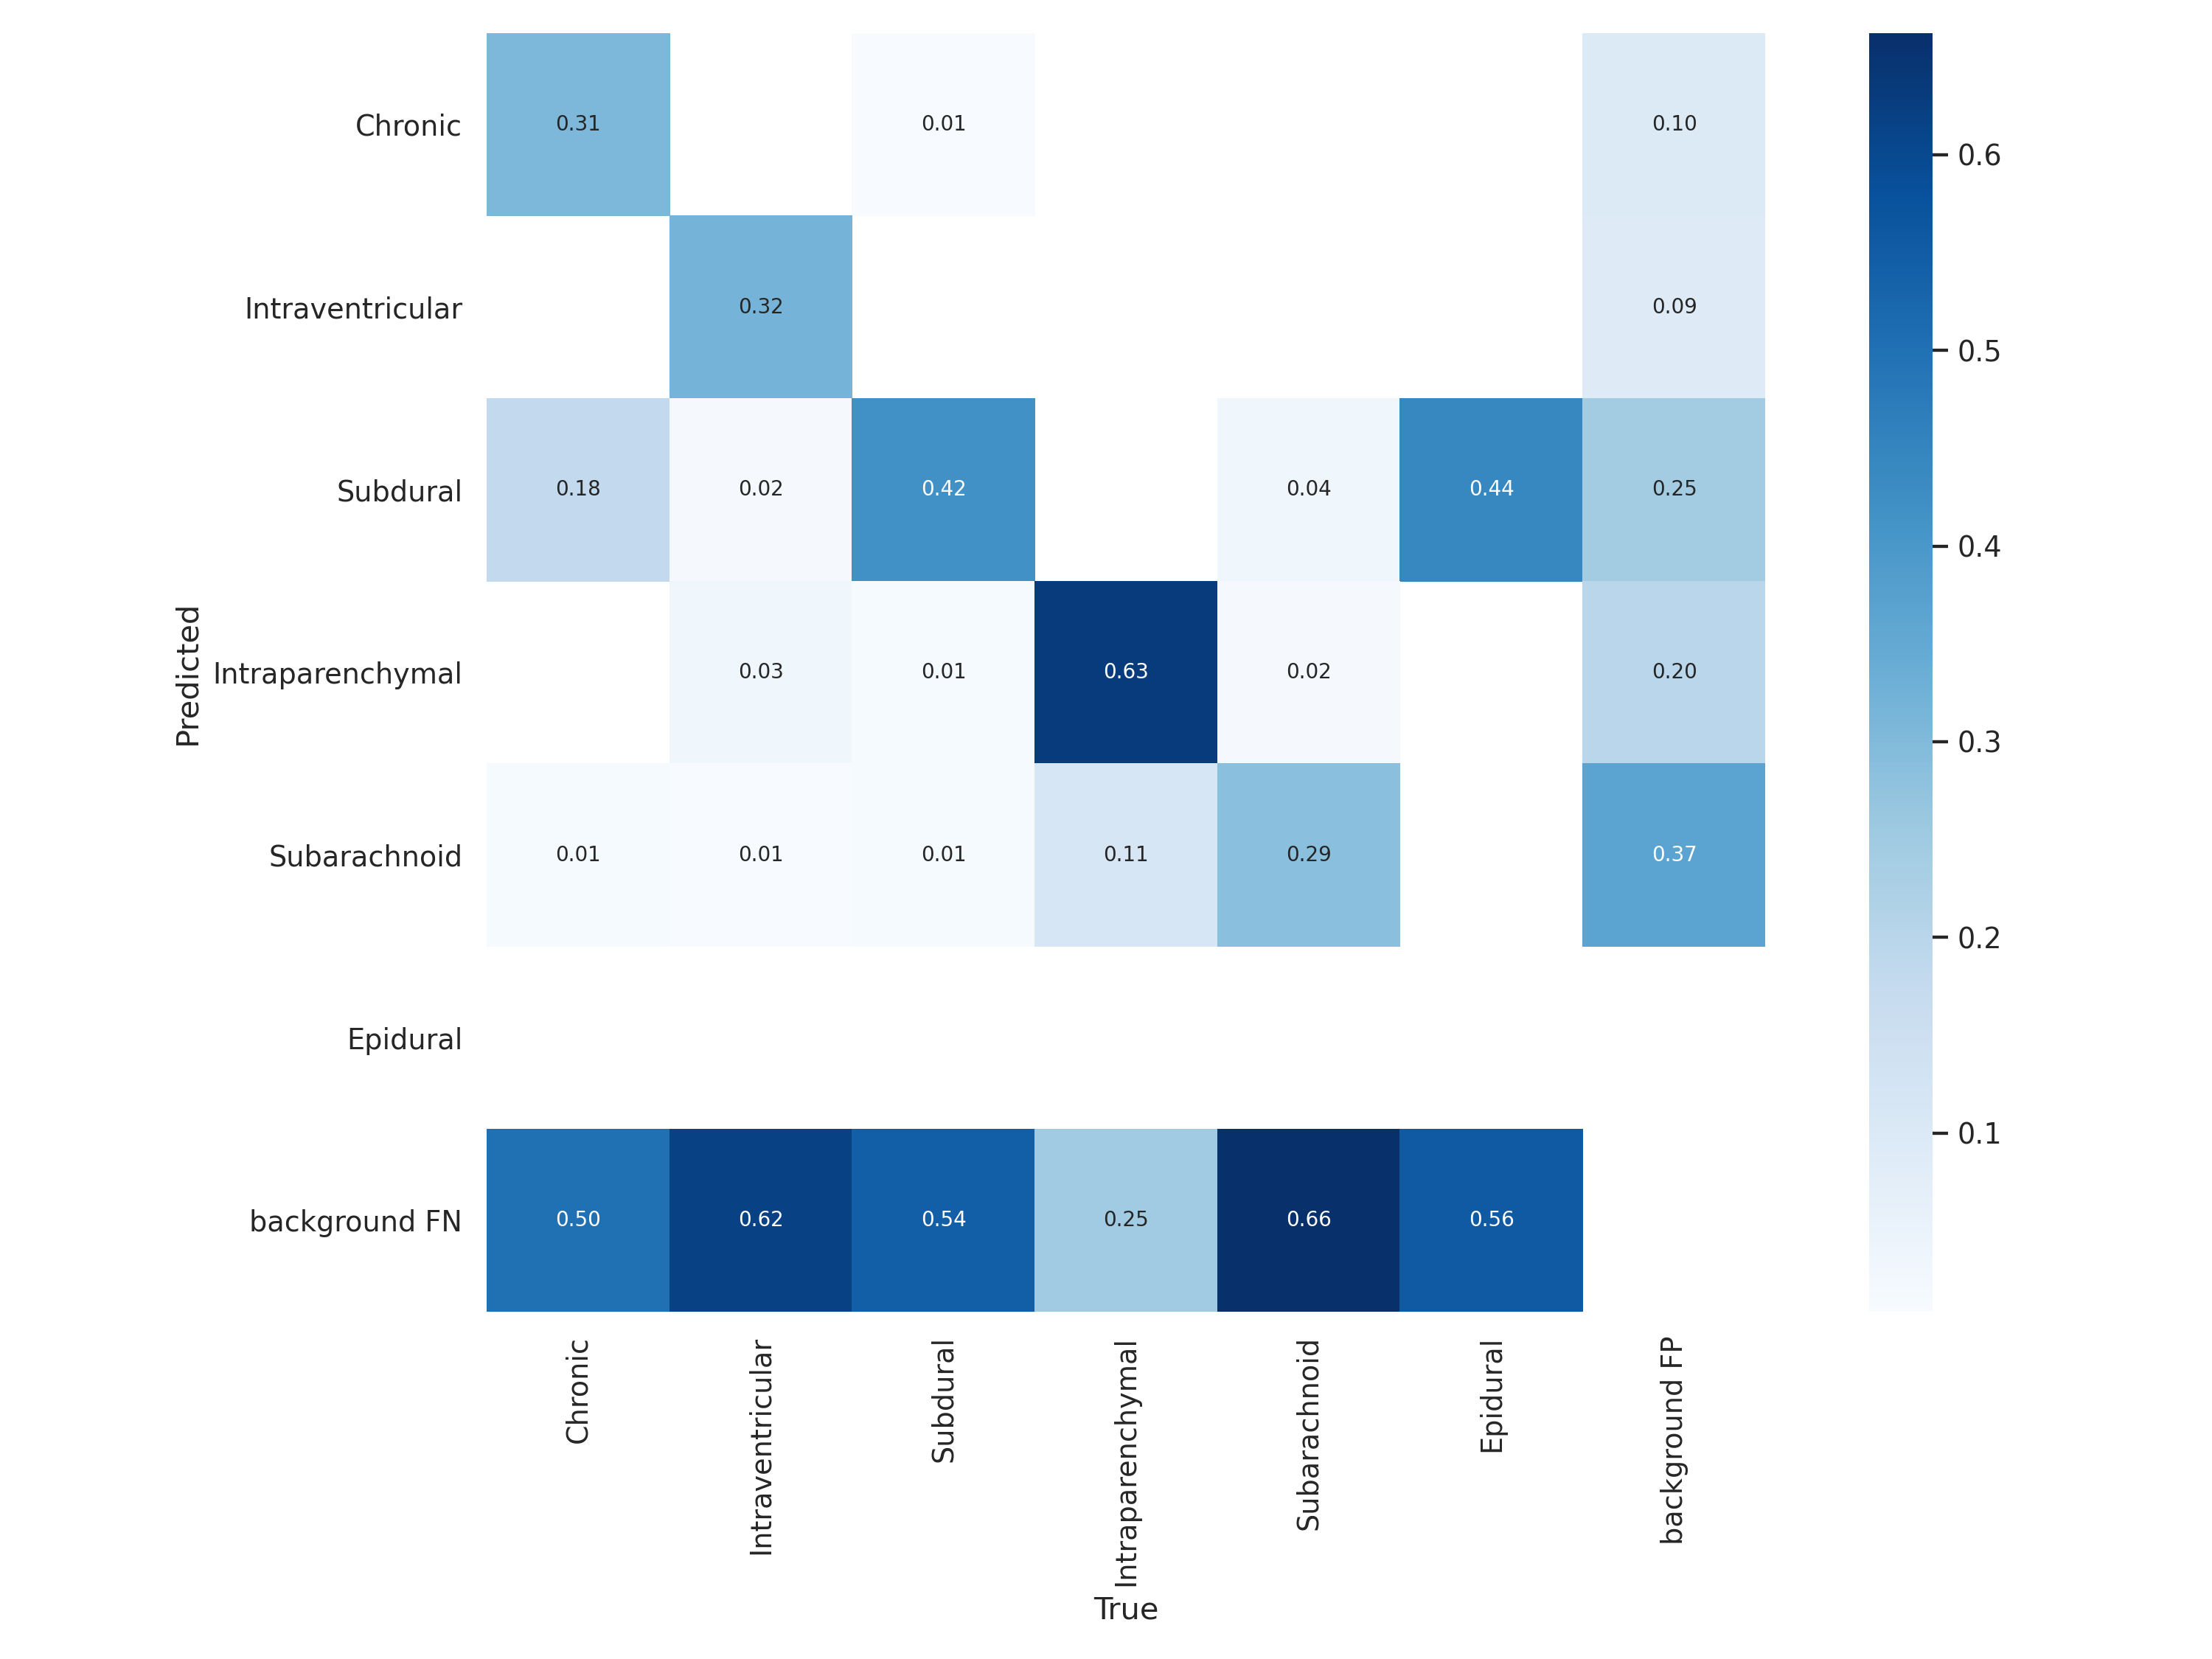 Chronic
0.31
0.01
0.10
Intraventricular
0.32
0.09
Subdural
0.18
0.02
0.42
0.04
0.44
0.25
Intraparenchymal
0.03
0.01
0.63
0.02
0.20
Subarachnoid
0.01
0.01
0.01
0.11
0.29
0.37
Epidural
background FN
0.50
0.62
0.54
0.25
0.66
0.56
Predicted
Chronic
Intraventricular
Subdural
Intraparenchymal
Subarachnoid
Epidural
background FP
True
0.6
0.5
0.4
0.3
0.2
0.1